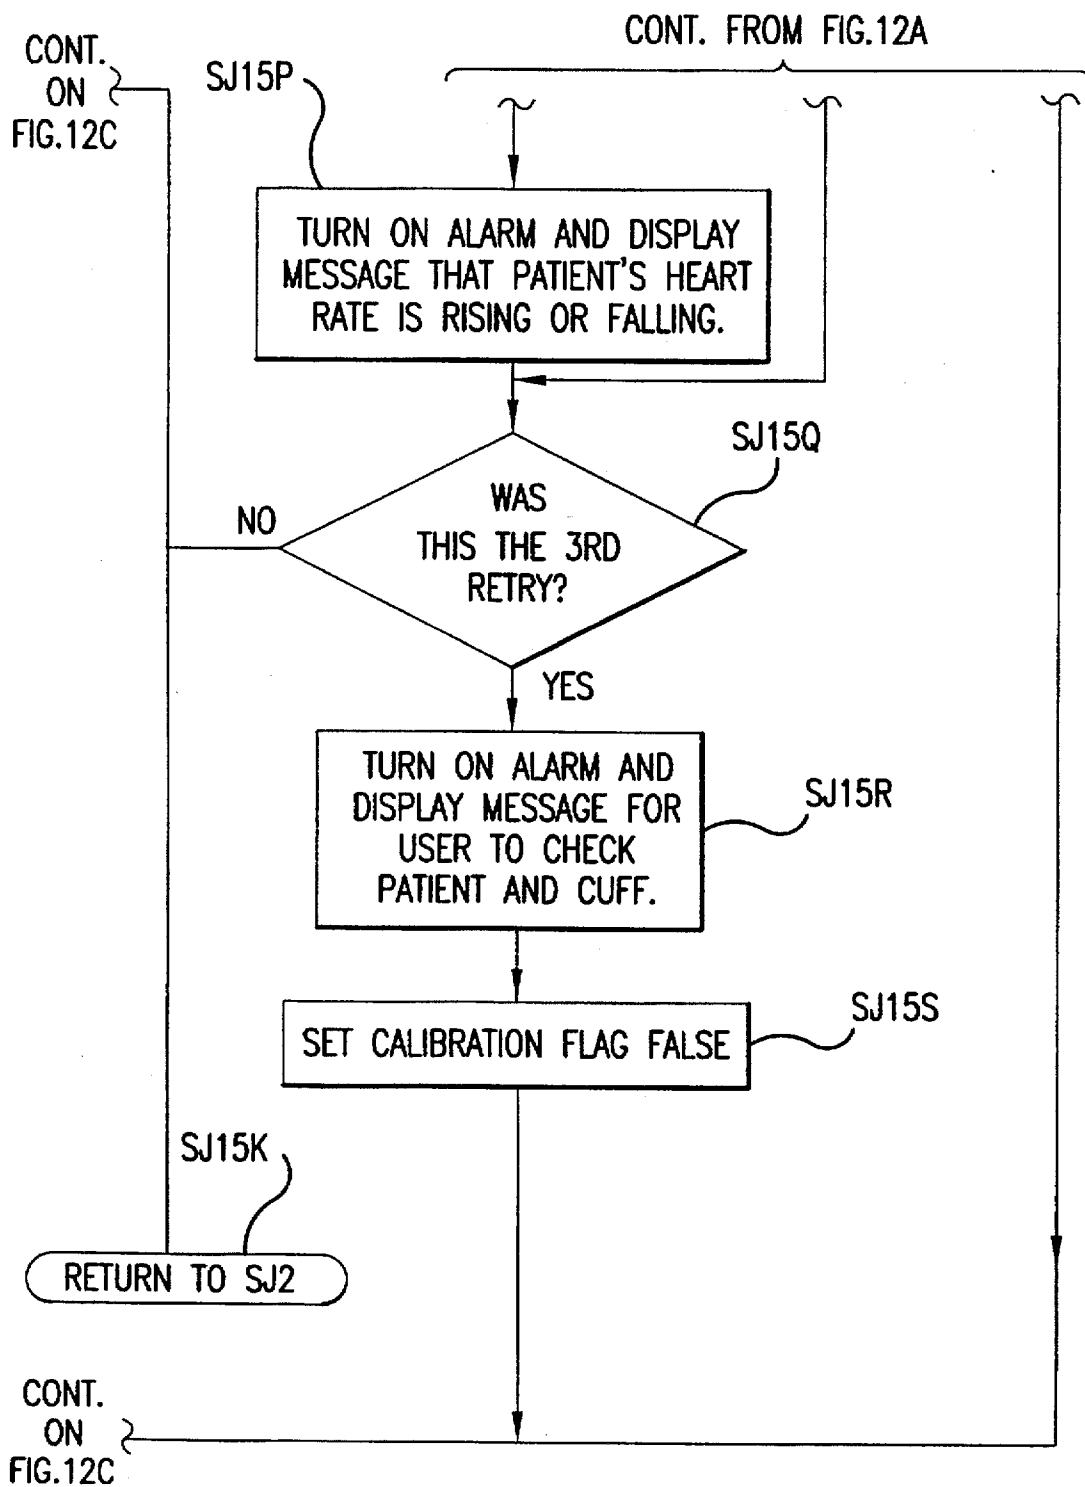 CONT. FROM FIG.12A
CONT.
ON
FIG.12C
SJ15P
TURN ON ALARM AND DISPLAY
MESSAGE THAT PATIENT'S HEART
RATE IS RISING OR FALLING.
SJ15Q
WAS
THIS THE 3RD
RETRY?
NO
YES
TURN ON ALARM AND
DISPLAY MESSAGE FOR
USER TO CHECK
PATIENT AND CUFF.
SJ15R
SET CALIBRATION FLAG FALSE
SJ15S
SJ15K
RETURN TO SJ2
CONT.
ON
FIG.12C